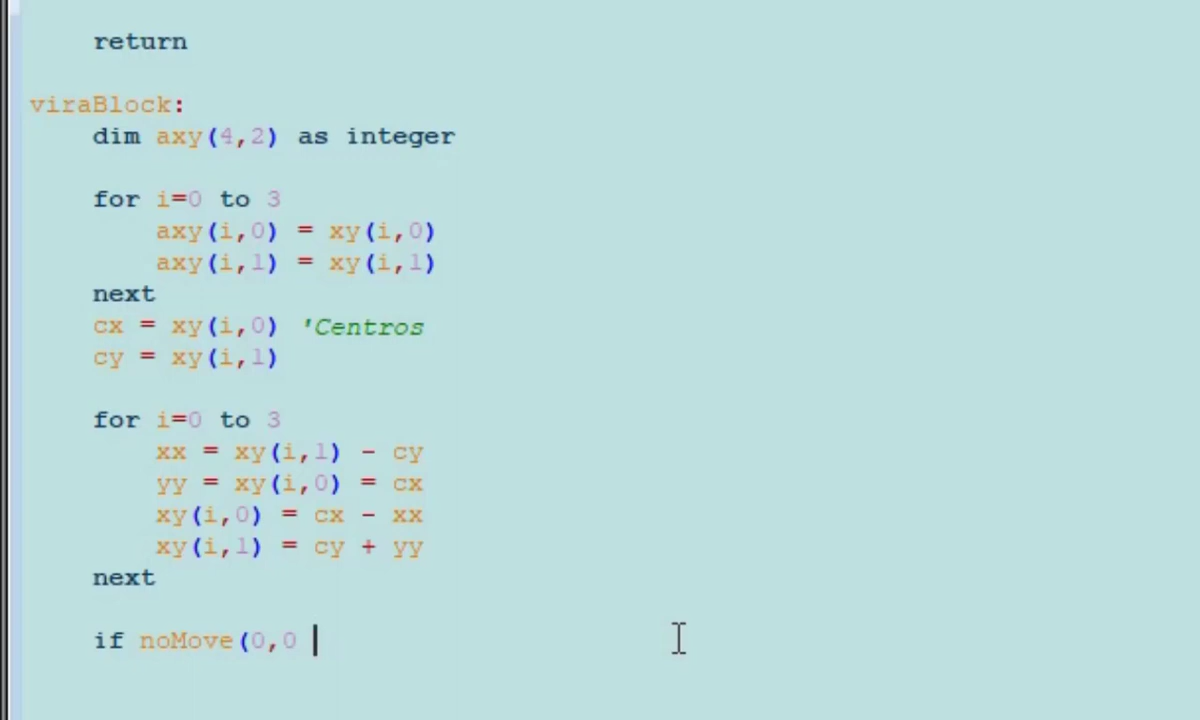 return
viraBlock:
dim axy(4,2) as integer
for i=0 to 3
axy(i,0) = xy(i,0)
axy(i,1) = xy(i,1)
next
cx = xy(i,0) 'Centros
cy = xy(i,1)
for i=0 to 3
xx = xy(i,1) - cy
yy = xy(i,0) = cx
xy(i,0) = cx - xx
xy(i,1) = cy + yy
next
if noMove(0,0